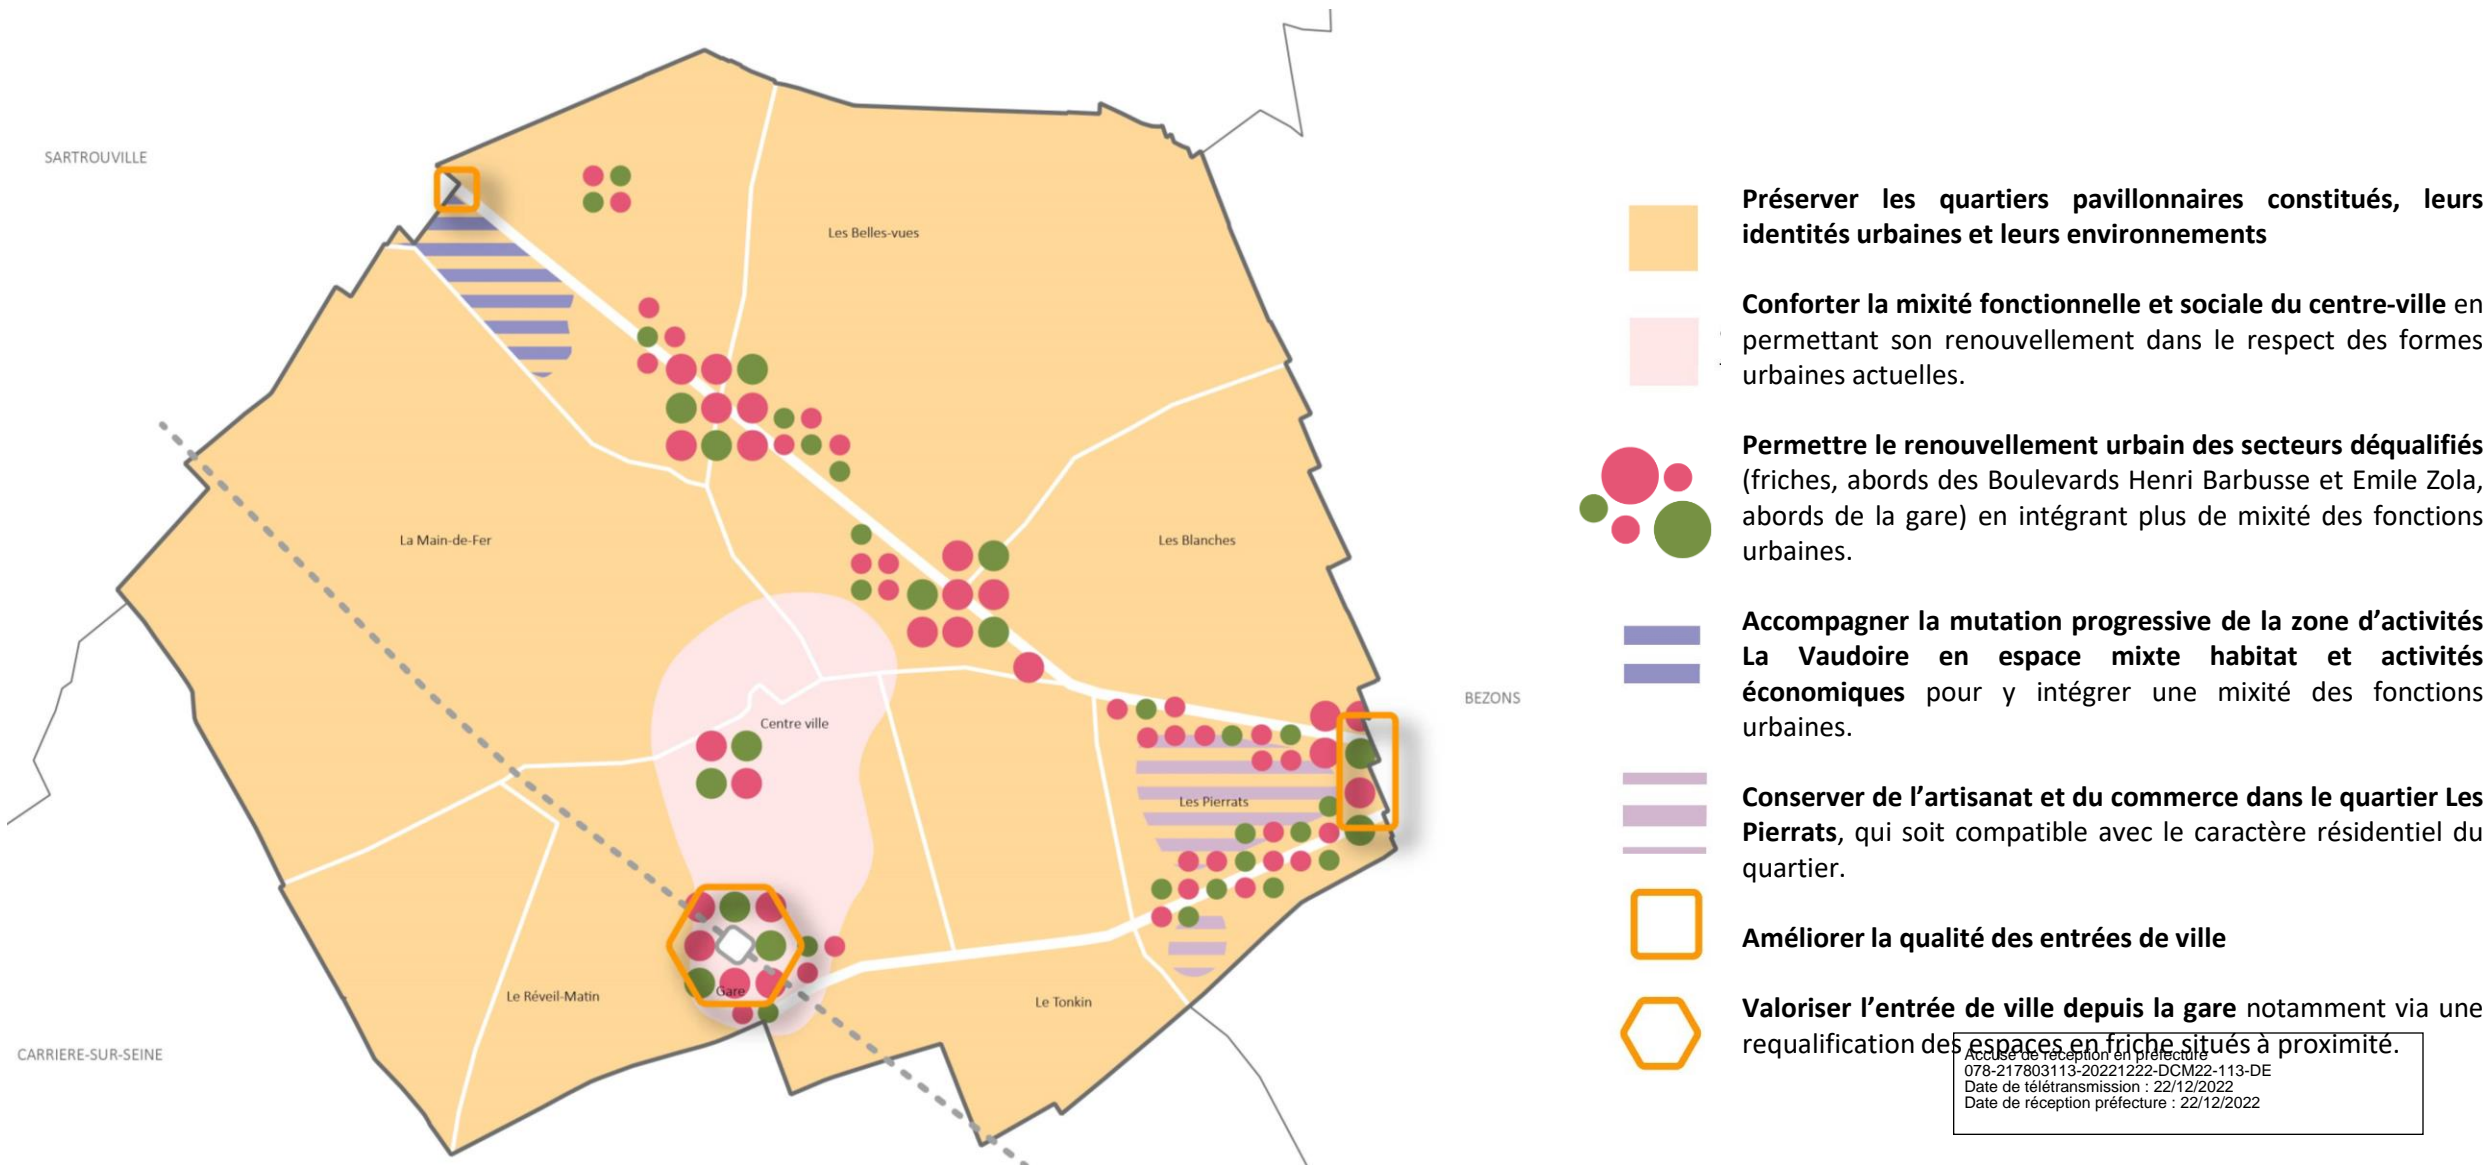 SARTROUVILLE
Les Belles-vues
La Main-de-Fer
Les Blanches
BEZONS
Centre ville
Les Pierrats
Le Réveil-Matin
Gare
Le Tonkin
CARRIERE-SUR-SEINE
Préserver les quartiers pavillonnaires constitués, leurs
identités urbaines et leurs environnements
Conforter la mixité fonctionnelle et sociale du centre-ville en
permettant son renouvellement dans le respect des formes
urbaines actuelles.
Permettre le renouvellement urbain des secteurs déqualifiés
(friches, abords des Boulevards Henri Barbusse et Emile Zola,
abords de la gare) en intégrant plus de mixité des fonctions
urbaines.
Accompagner la mutation progressive de la zone d’activités
La Vaudoire en espace mixte habitat et activités
économiques pour y intégrer une mixité des fonctions
urbaines.
Conserver de l’artisanat et du commerce dans le quartier Les
Pierrats, qui soit compatible avec le caractère résidentiel du
quartier.
Améliorer la qualité des entrées de ville
Valoriser l’entrée de ville depuis la gare notamment via une
requalification des espaces en friche situés à proximité.
Accusé de réception en préfecture
078-217803113-20221222-DCM22-113-DE
Date de télétransmission : 22/12/2022
Date de réception préfecture : 22/12/2022